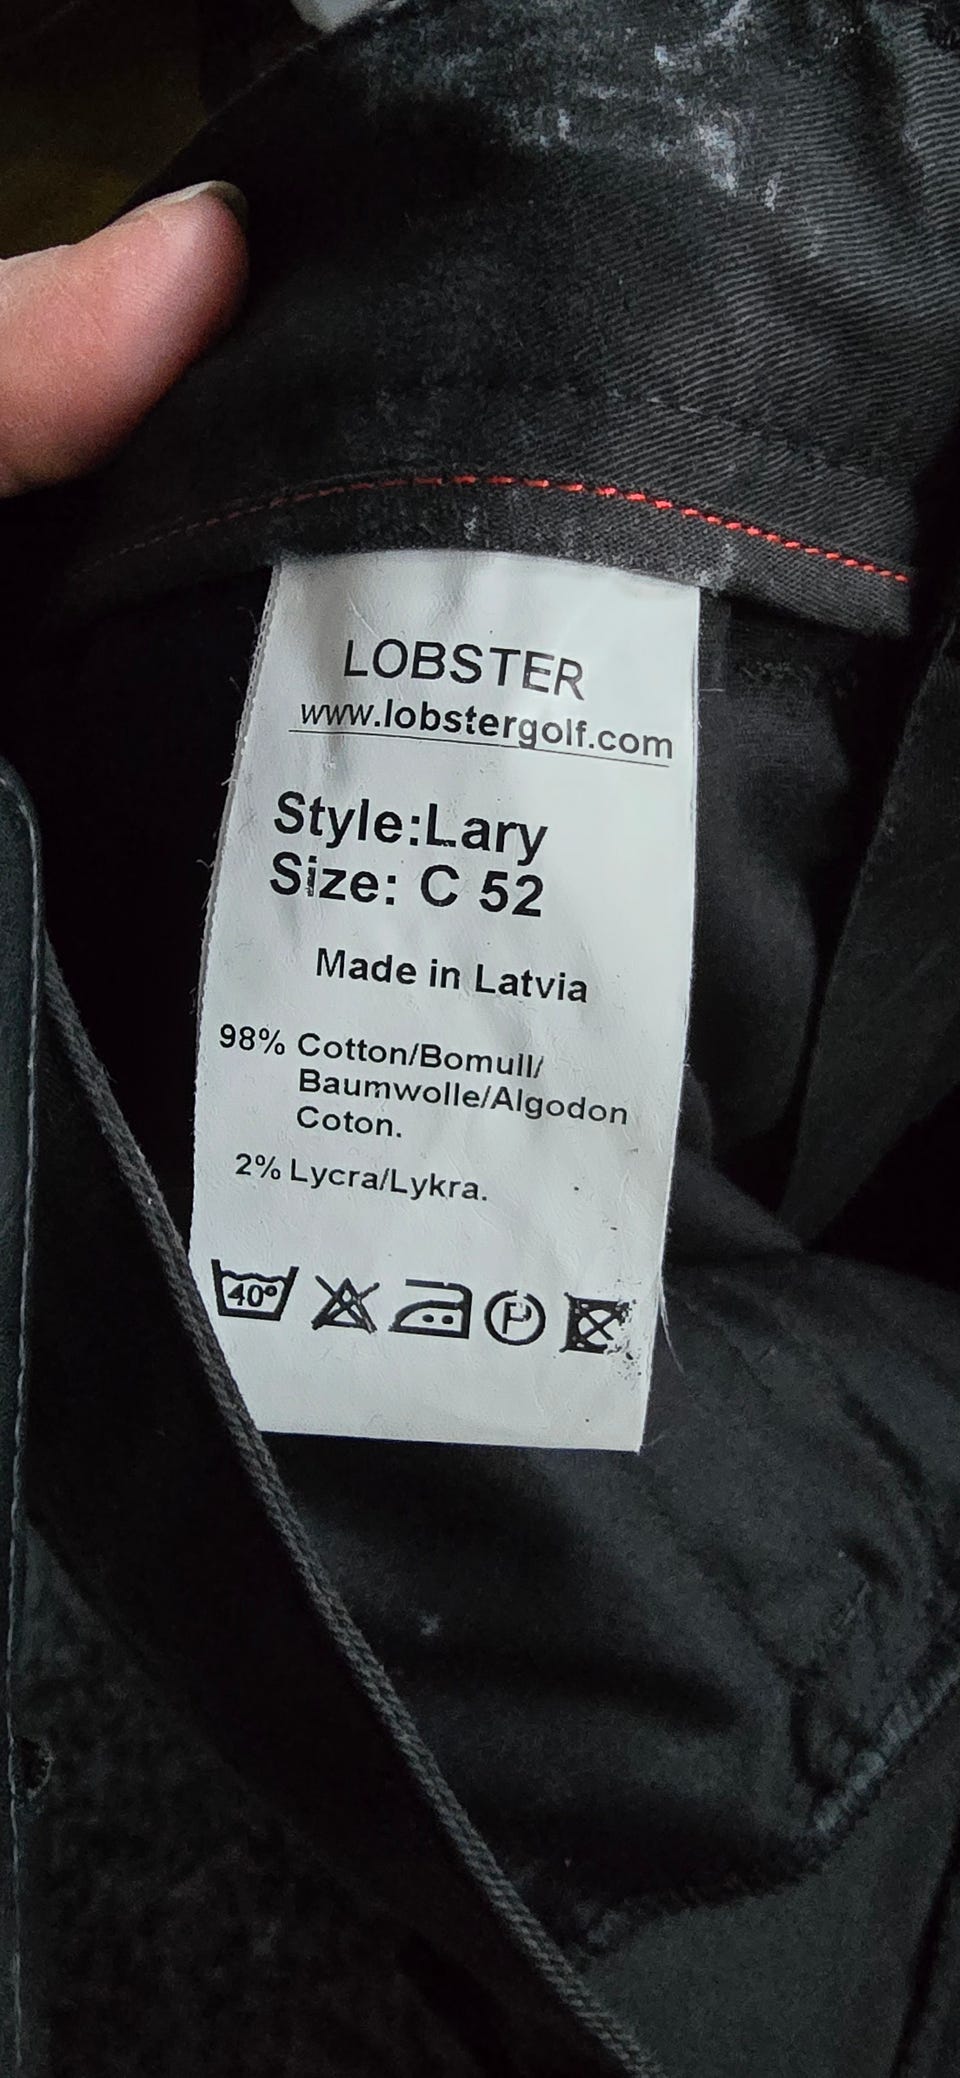 LOBSTER
www.lobstergolf.com
Style:Lary
Size: C 52
Made in Latvia
98% Cotton/Bomull/
Baumwolle/Algodon
Coton.
2% Lycra/Lykra.
40° P